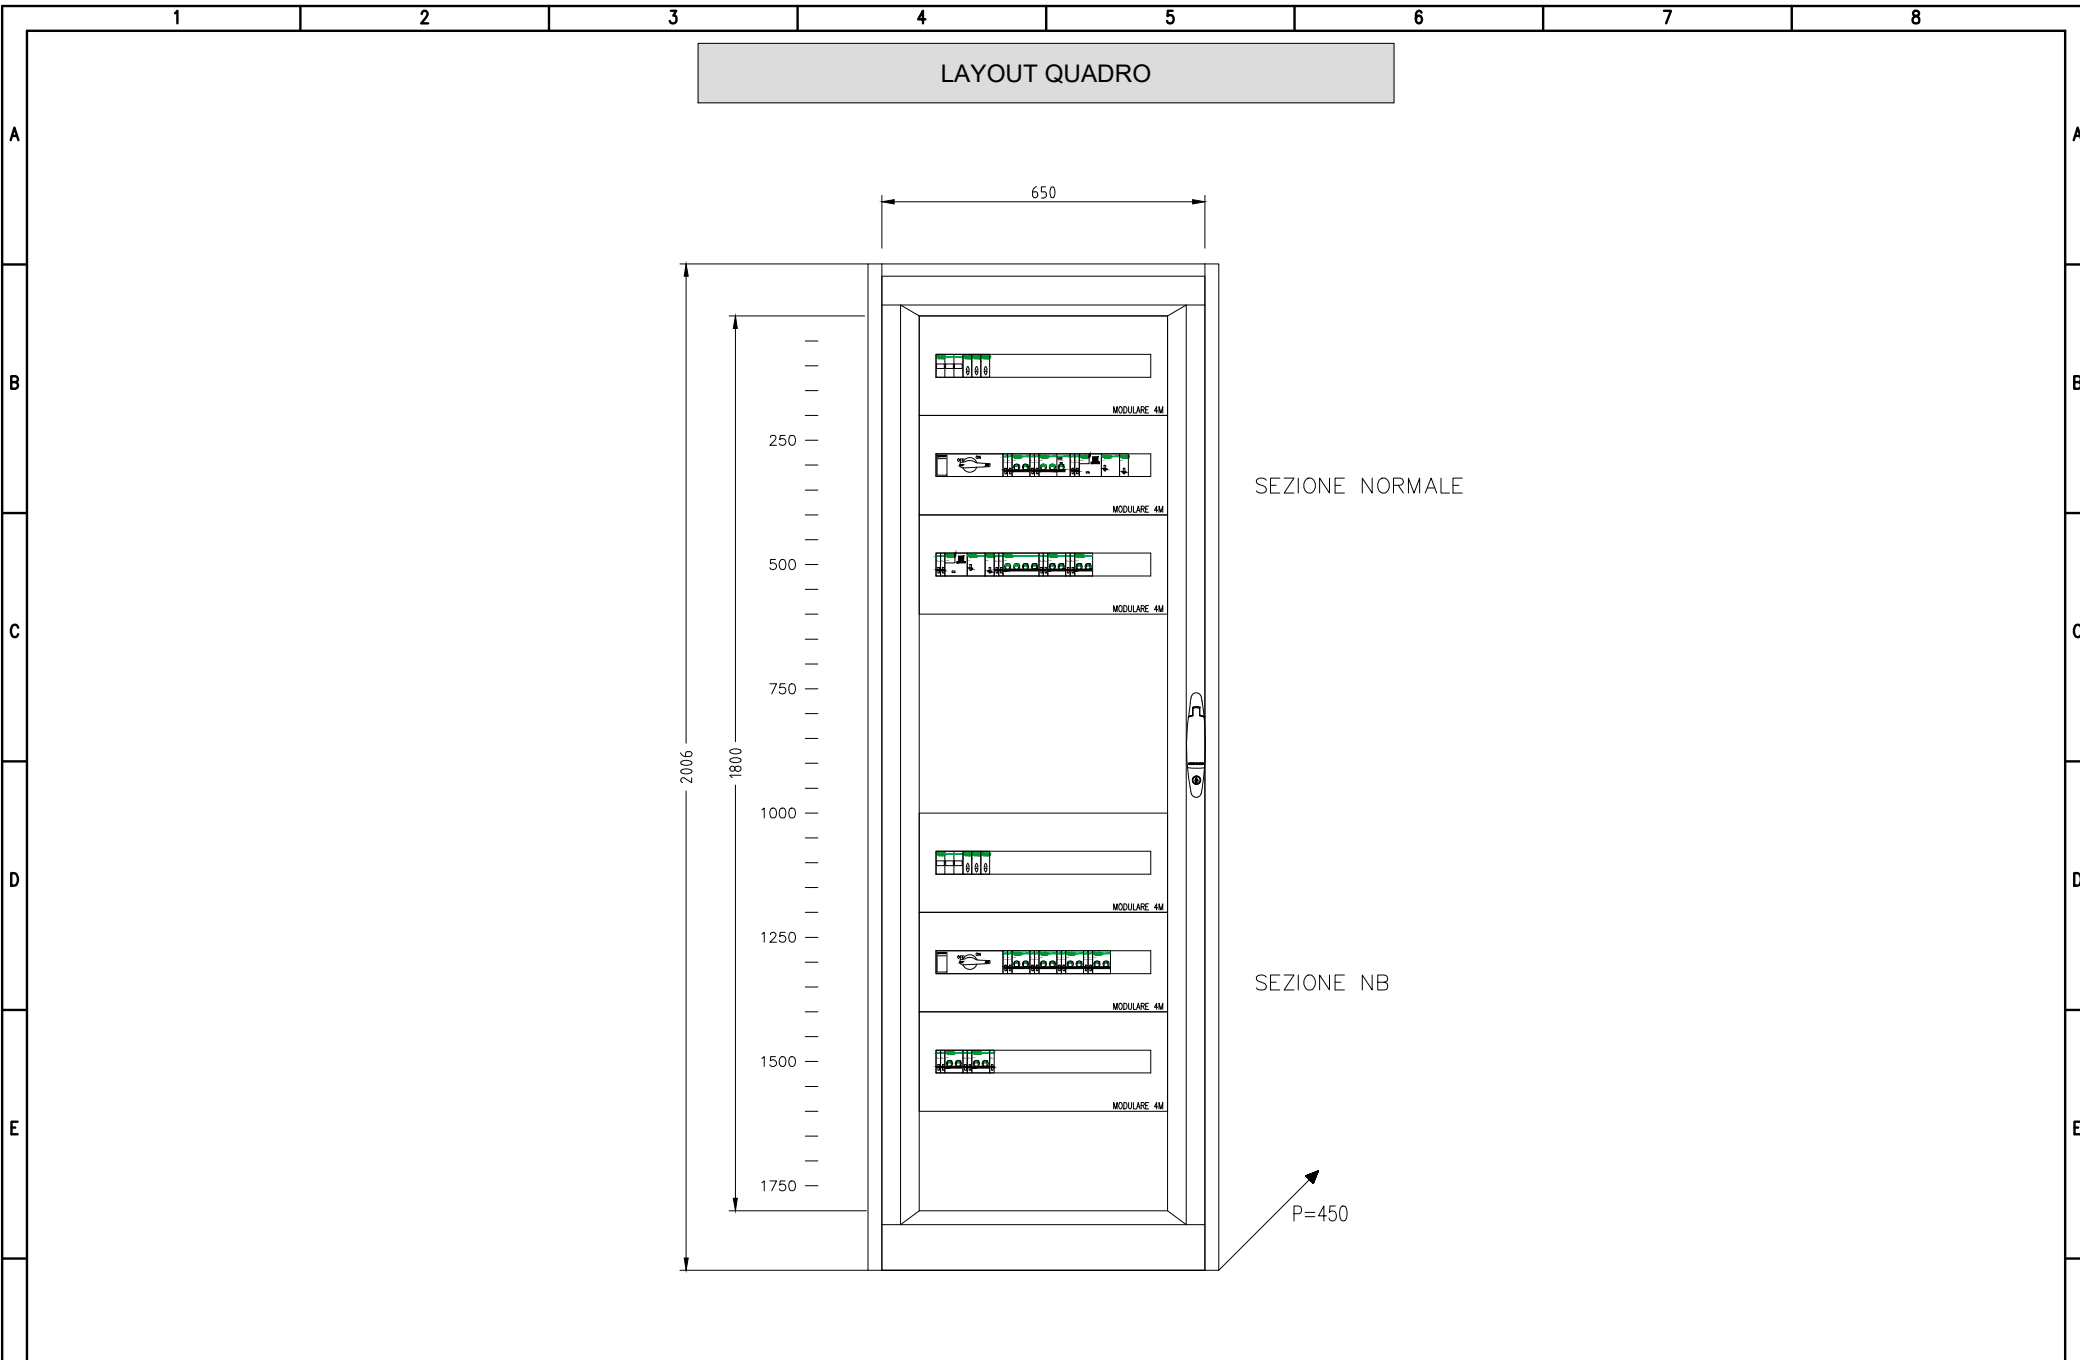 1 2 3 4 5 6 7 8
LAYOUT QUADRO
A A
650
B B
MODULARE 4M
250
SEZIONE NORMALE
MODULARE 4M
500
MODULARE 4M
C C
750
2006
1800
1000
D D
MODULARE 4M
1250
SEZIONE NB
MODULARE 4M
1500
MODULARE 4M
E E
1750
P=450